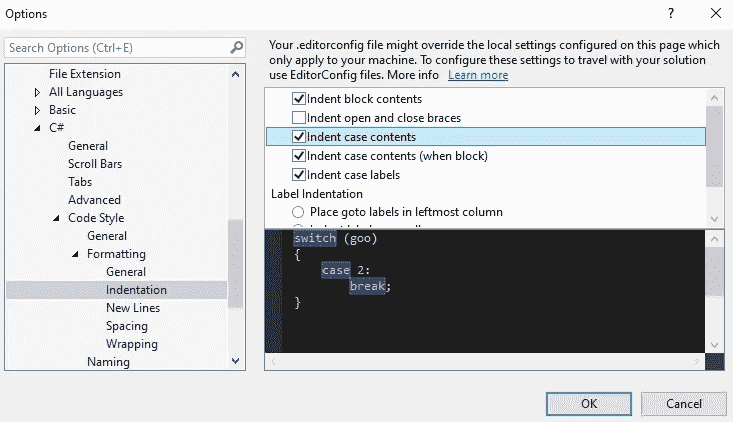 Options
Search Options (Ctrl+E)
File Extension
All Languages
Basic
C#
General
Scroll Bars
Tabs
Advanced
Code Style
General
Formatting
General
Indentation
New Lines
Spacing
Wrapping
Naming
Your .editorconfig file might override the local settings configured on this page which
only apply to your machine. To configure these settings to travel with your solution
use EditorConfig files. More info Learn more
Indent block contents
Indent open and close braces
Indent case contents
Indent case contents (when block)
Indent case labels
Label Indentation
Place goto labels in leftmost column
switch (goo)
{
case 2:
break;
}
OK
Cancel